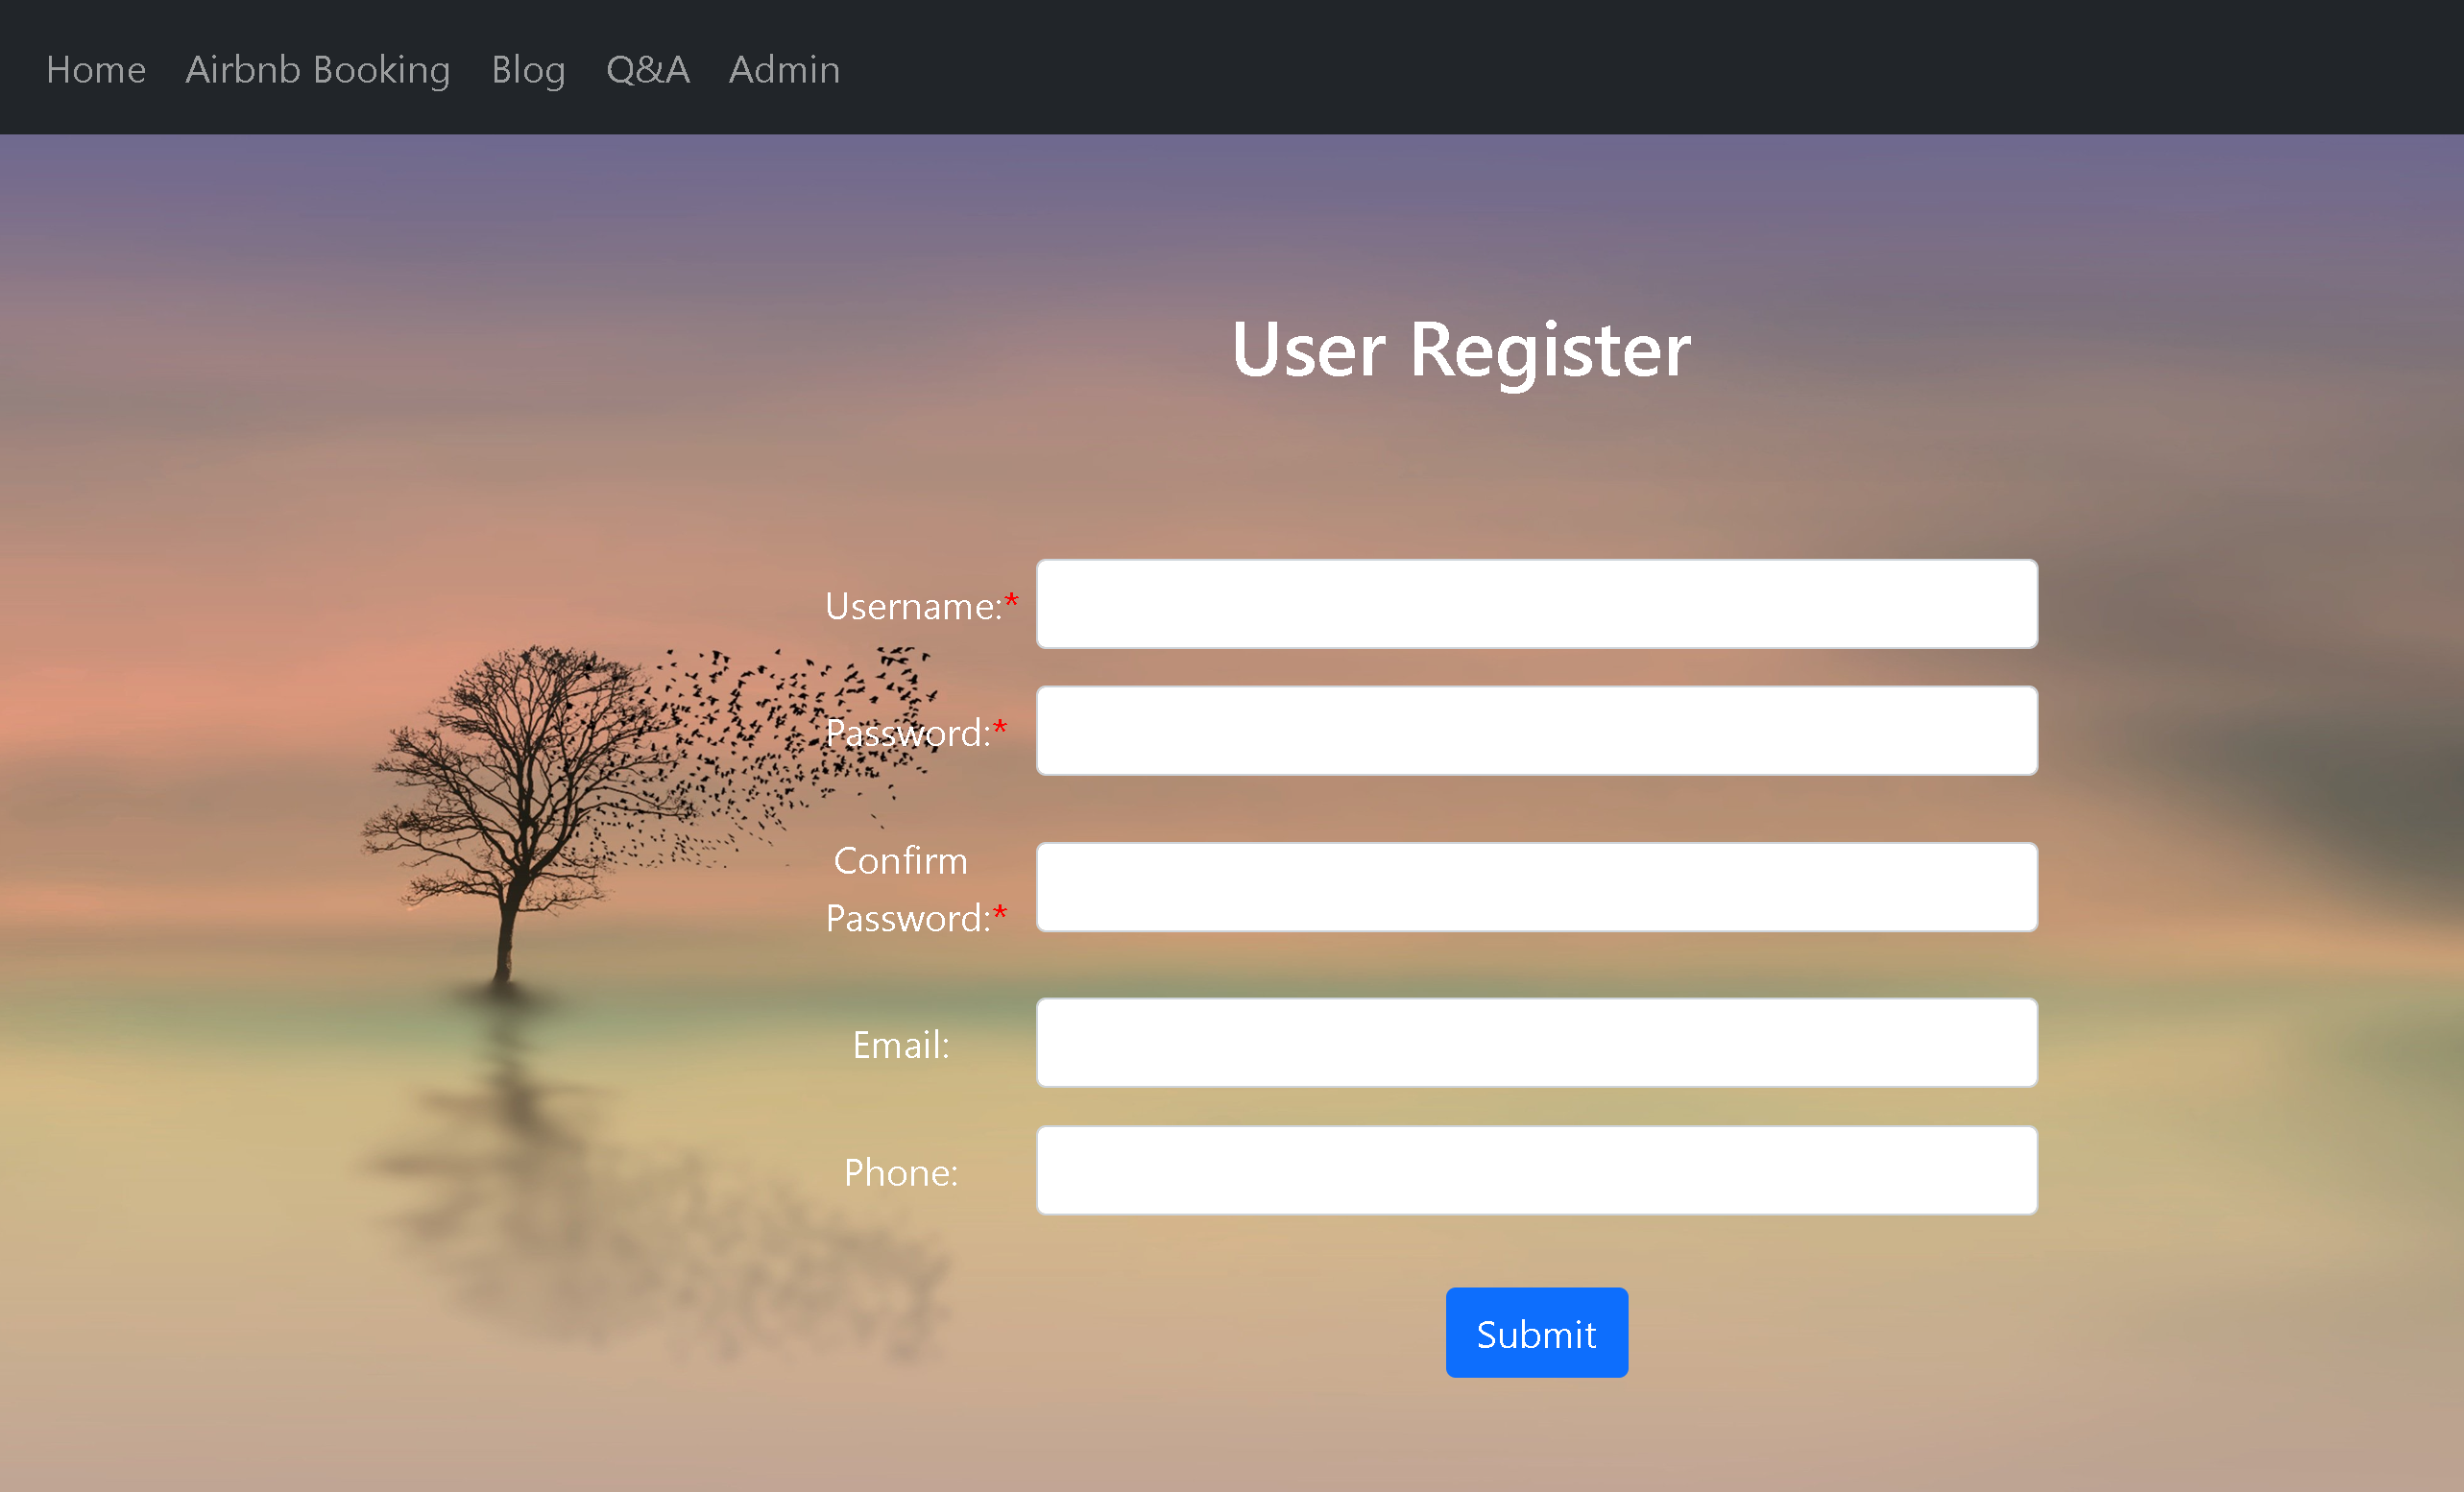 Home Airbnb Booking Blog Q&A Admin
User Register
Username:*
Password:*
Confirm
Password:*
Email:
Phone:
Submit